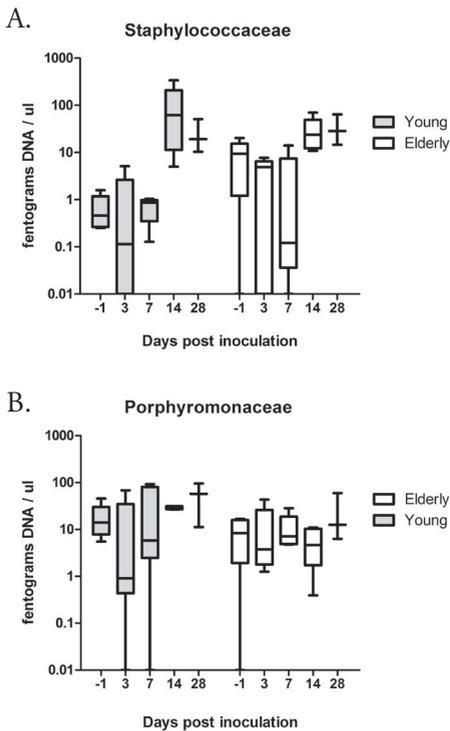 A.
Staphylococcaceae
fentograms DNA / ul
1000
100
10
1
0.1
0.01
-1 3 7 14 28 -1 3 7 14 28
Days post inoculation
Young
Elderly
B.
Porphyromonaceae
fentograms DNA / ul
1000
100
10
1
0.1
0.01
-1 3 7 14 28 -1 3 7 14 28
Days post inoculation
Elderly
Young